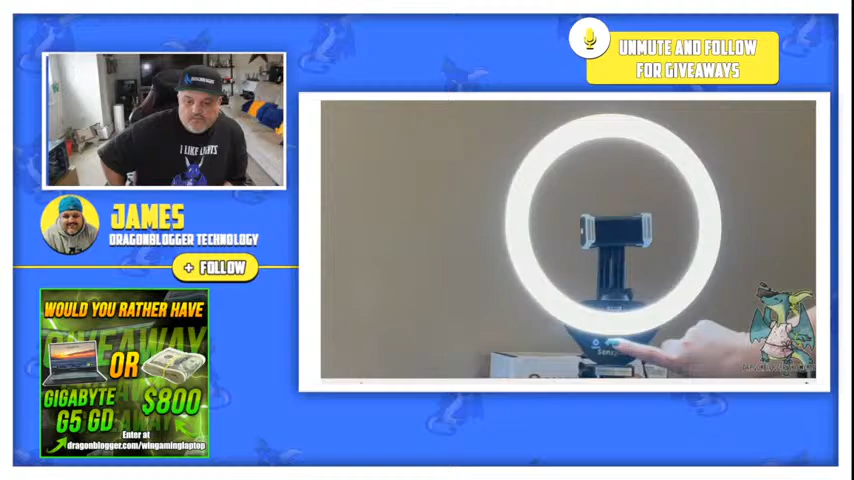 UNMUTE AND FOLLOW
FOR GIVEAWAYS
I LIKE LIGHTS
JAMES
DRAGONBLOGGER TECHNOLOGY
+ FOLLOW
WOULD YOU RATHER HAVE
GIVEAWAY
OR
GIGABYTE
G5 GD
$800
Enter at
dragonblogger.com/wingaminglaptop